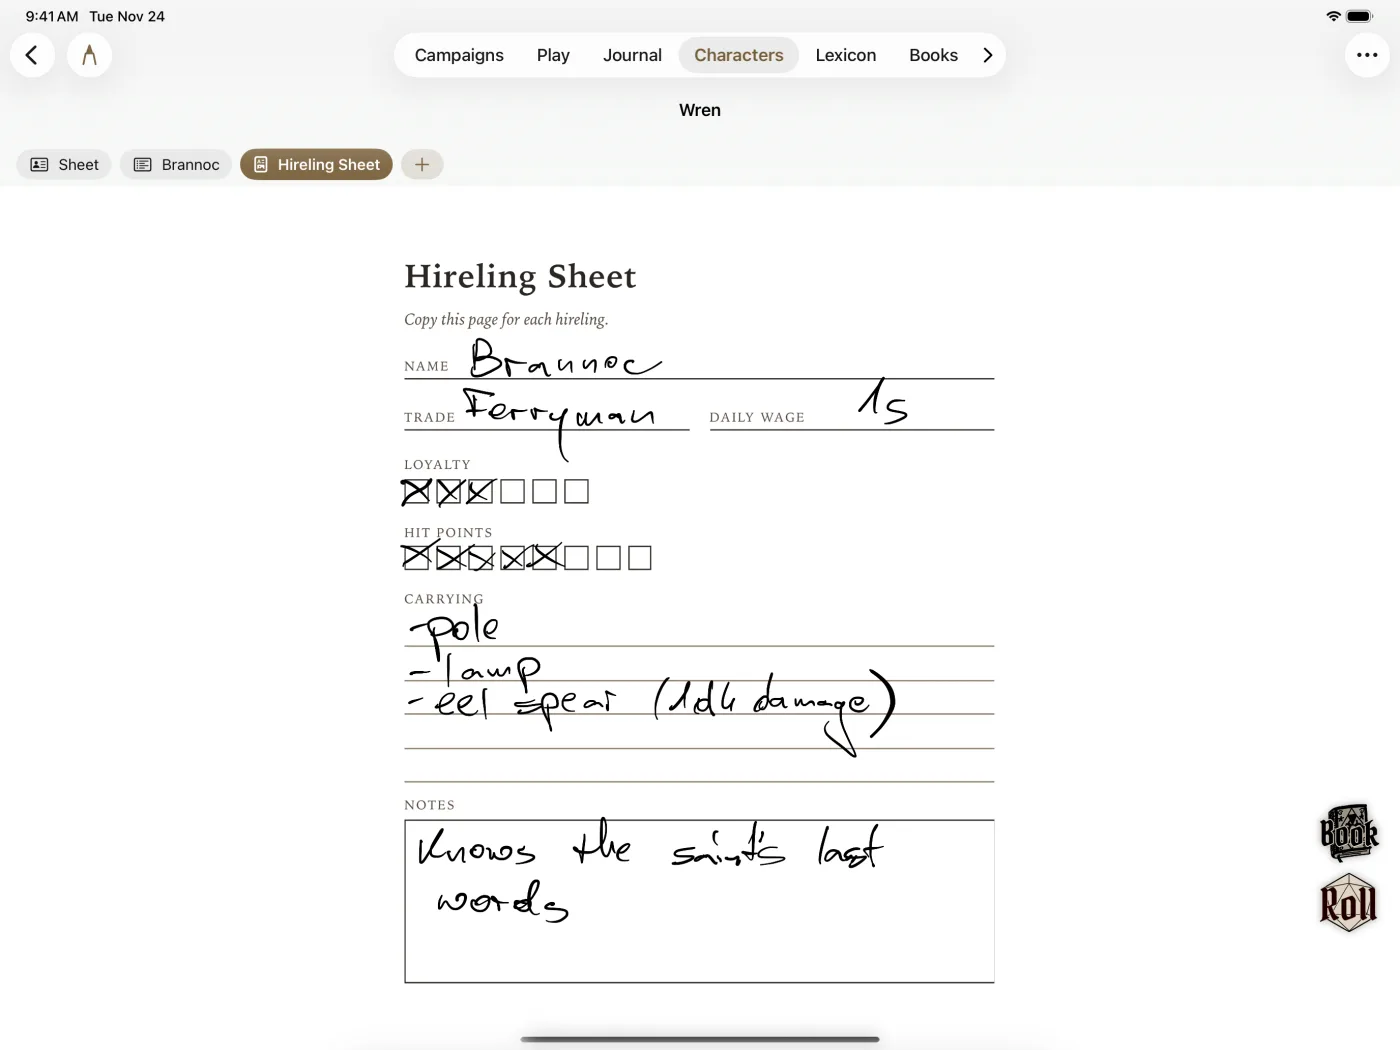 9:41 AM Tue Nov 24
Campaigns Play Journal Characters Lexicon Books
Wren
Sheet Brannoc Hireling Sheet
Hireling Sheet
Copy this page for each hireling.
NAME Brannoc
TRADE Ferryman DAILY WAGE 1s
LOYALTY
HIT POINTS
CARRYING
-pole
-lamp
-eel spear (1d4 damage)
NOTES
Knows the saint's last
words
Book
Roll